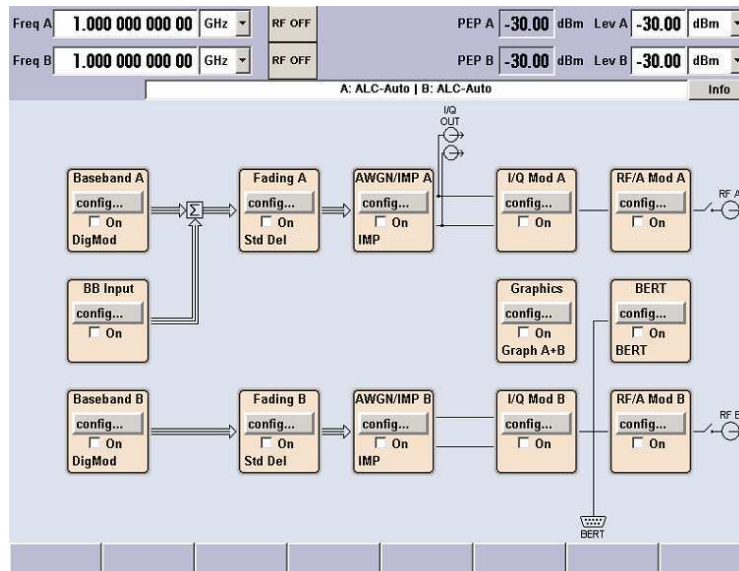 Freq A 1.000 000 000 00 GHz RF OFF PEP A -30.00 dBm Lev A -30.00 dBm
Freq B 1.000 000 000 00 GHz RF OFF PEP B -30.00 dBm Lev B -30.00 dBm
A: ALC-Auto | B: ALC-Auto Info
I/Q
OUT
Baseband A Fading A AWGN/IMP A I/Q Mod A RF/A Mod A
config... config... config... config... config...
RF A
Σ
On On On On On
DigMod Std Del IMP
BB Input Graphics BERT
config... config... config...
On On On
Graph A+B BERT
Baseband B Fading B AWGN/IMP B I/Q Mod B RF/A Mod B
config... config... config... config... config...
RF B
On On On On On
DigMod Std Del IMP
BERT